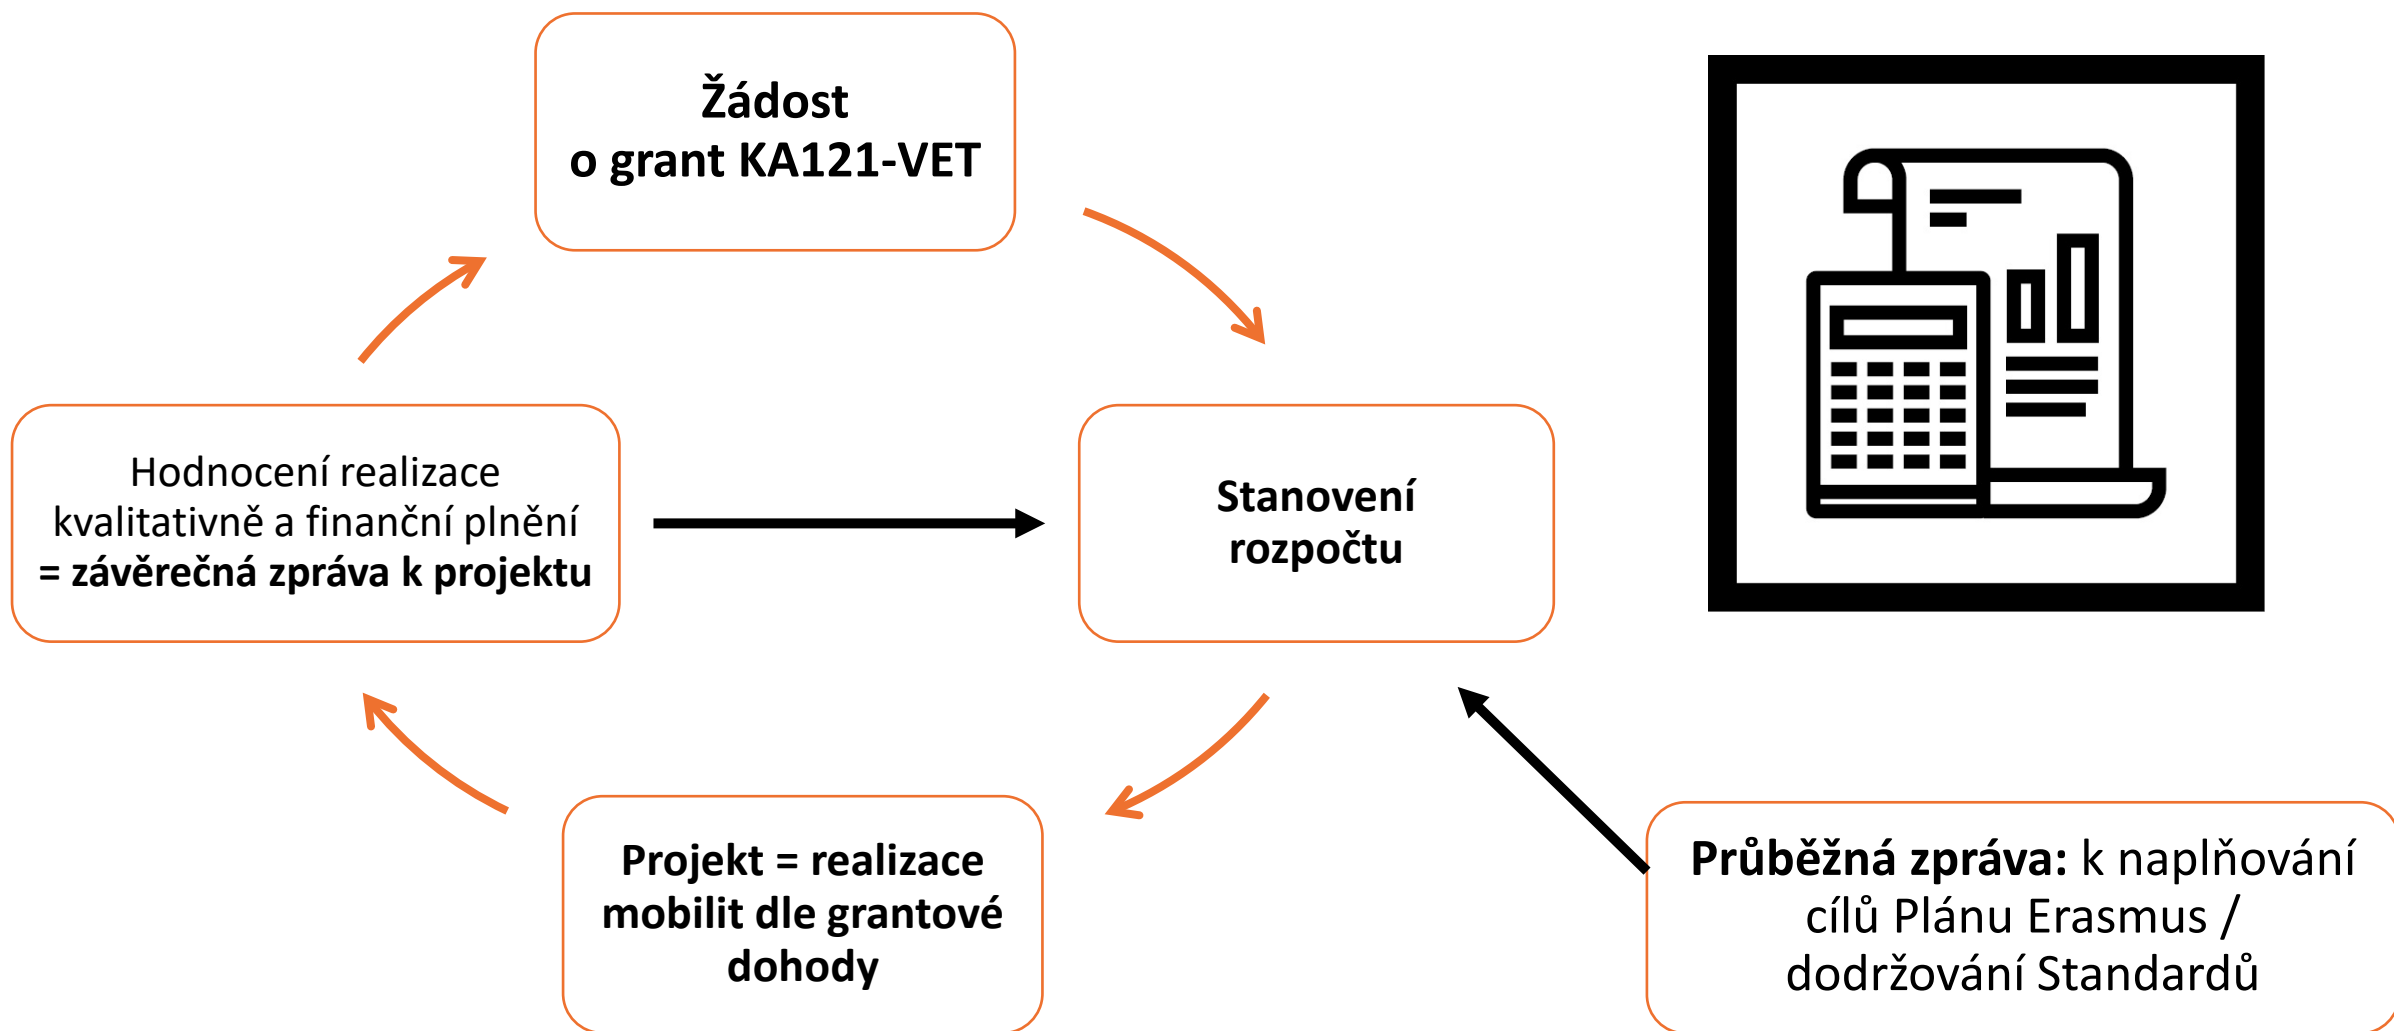 Žádost
o grant KA121-VET
Hodnocení realizace
kvalitativně a finanční plnění
= závěrečná zpráva k projektu
Stanovení
rozpočtu
Projekt = realizace
mobilit dle grantové
dohody
Průběžná zpráva: k naplňování
cílů Plánu Erasmus /
dodržování Standardů